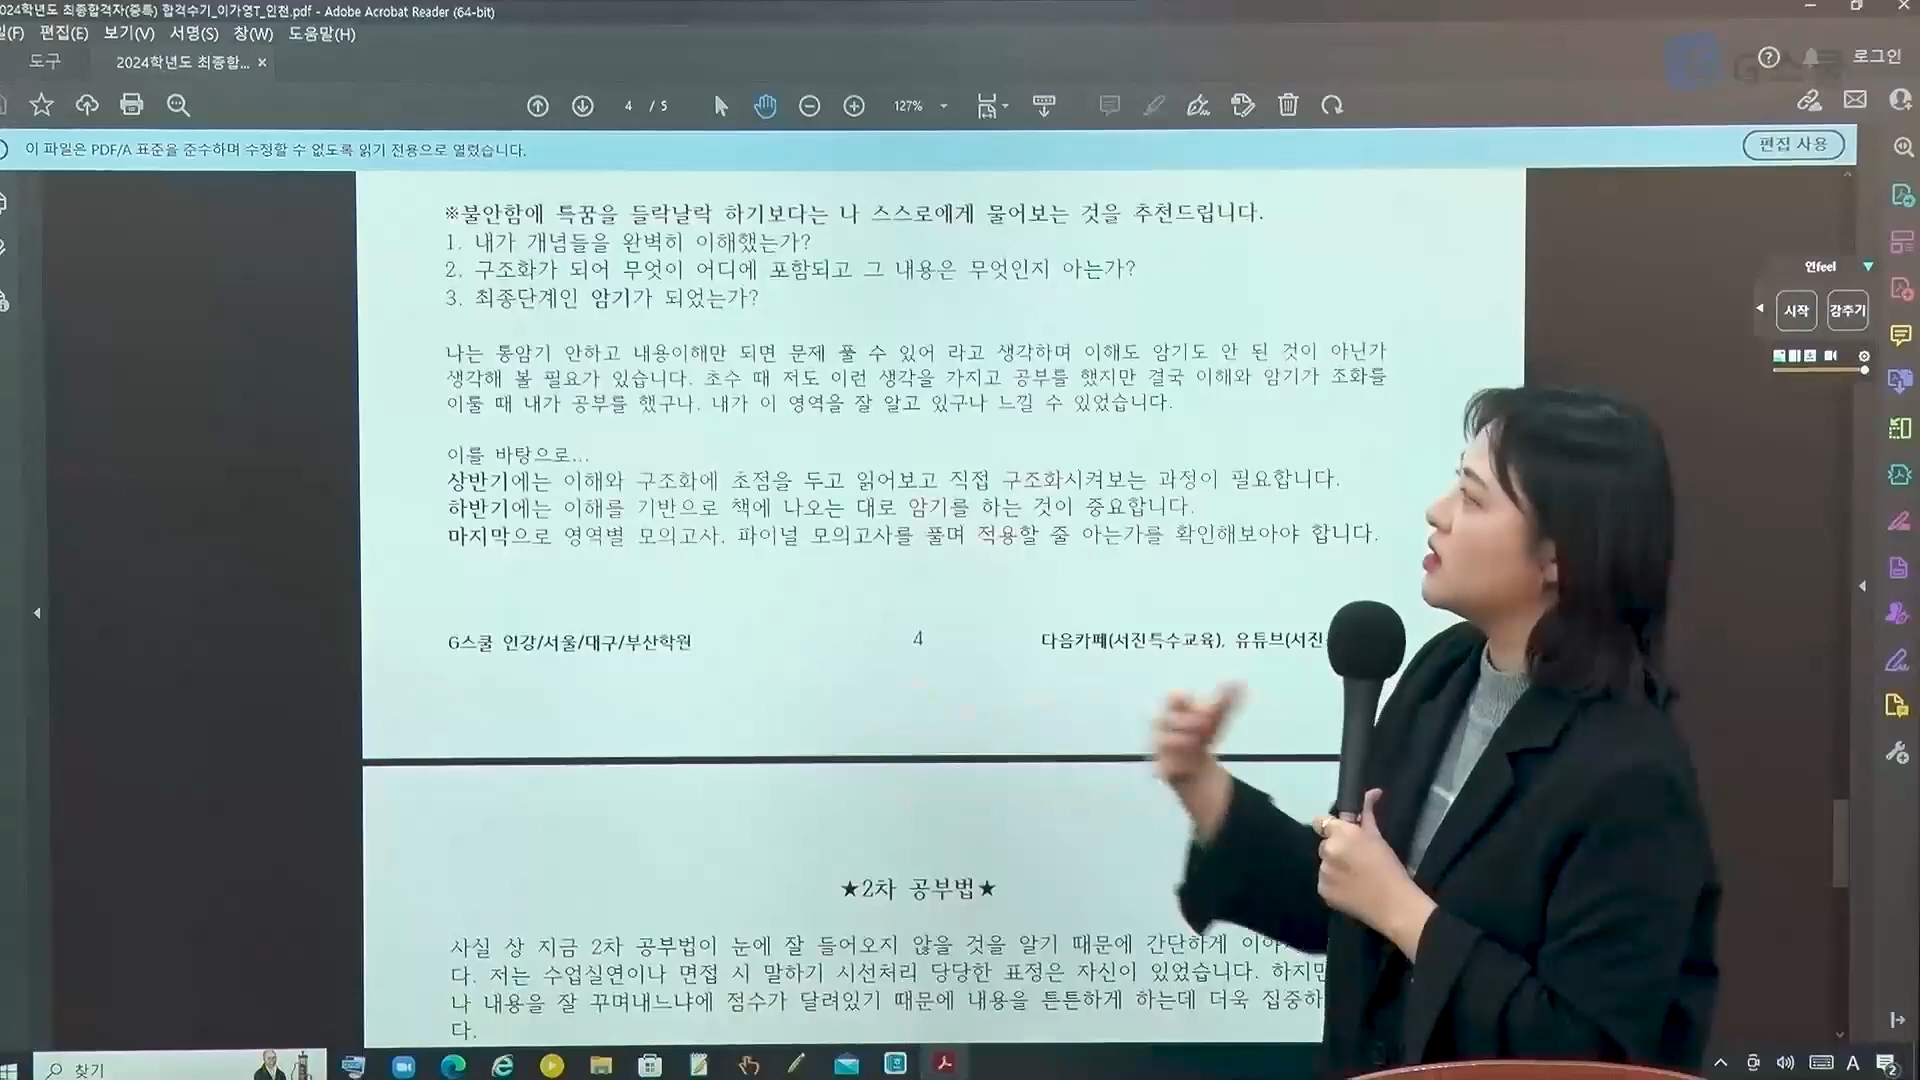 2024학년도 최종합격자(중특) 합격수기_이가영T_인천.pdf - Adobe Acrobat Reader (64-bit)
편집(E) 보기(V) 서명(S) 창(W) 도움말(H)
도구 2024학년도 최종합... ×
G스쿨
로그인
4 / 5 127%
이 파일은 PDF/A 표준을 준수하며 수정할 수 없도록 읽기 전용으로 열렸습니다.
편집 사용
※불안함에 특꿈을 들락날락 하기보다는 나 스스로에게 물어보는 것을 추천드립니다.
1. 내가 개념들을 완벽히 이해했는가?
2. 구조화가 되어 무엇이 어디에 포함되고 그 내용은 무엇인지 아는가?
3. 최종단계인 암기가 되었는가?
연feel
시작 감추기
나는 통암기 안하고 내용이해만 되면 문제 풀 수 있어 라고 생각하며 이해도 암기도 안 된 것이 아닌가
생각해 볼 필요가 있습니다. 초수 때 저도 이런 생각을 가지고 공부를 했지만 결국 이해와 암기가 조화를
이룰 때 내가 공부를 했구나. 내가 이 영역을 잘 알고 있구나 느낄 수 있었습니다.
이를 바탕으로...
상반기에는 이해와 구조화에 초점을 두고 읽어보고 직접 구조화시켜보는 과정이 필요합니다.
하반기에는 이해를 기반으로 책에 나오는 대로 암기를 하는 것이 중요합니다.
마지막으로 영역별 모의고사. 파이널 모의고사를 풀며 적용할 줄 아는가를 확인해보아야 합니다.
G스쿨 인강/서울/대구/부산학원 4 다음카페(서진특수교육), 유튜브(서진
★2차 공부법★
사실 상 지금 2차 공부법이 눈에 잘 들어오지 않을 것을 알기 때문에 간단하게 이야
다. 저는 수업실연이나 면접 시 말하기 시선처리 당당한 표정은 자신이 있었습니다. 하지만
나 내용을 잘 꾸며내느냐에 점수가 달려있기 때문에 내용을 튼튼하게 하는데 더욱 집중하
다.
찾기
A
2